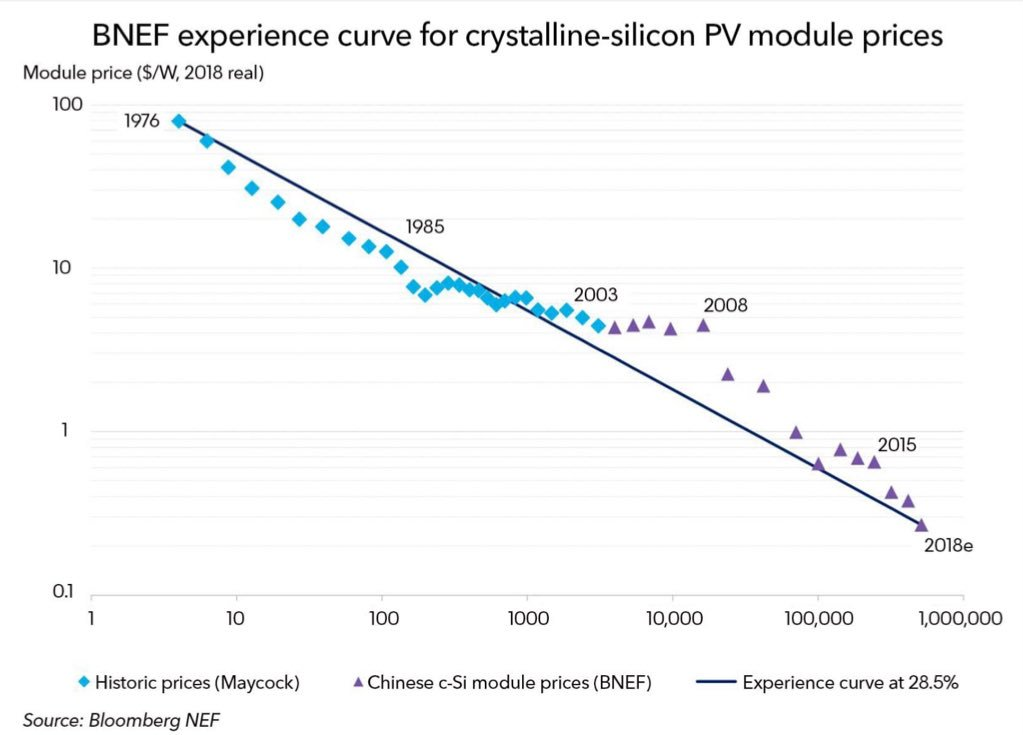 BNEF experience curve for crystalline-silicon PV module prices
Module price ($/W, 2018 real)
100
1976
1985
10
2003
2008
1
2015
2018e
0.1
1 10 100 1000 10,000 100,000 1,000,000
Historic prices (Maycock) Chinese c-Si module prices (BNEF) Experience curve at 28.5%
Source: Bloomberg NEF